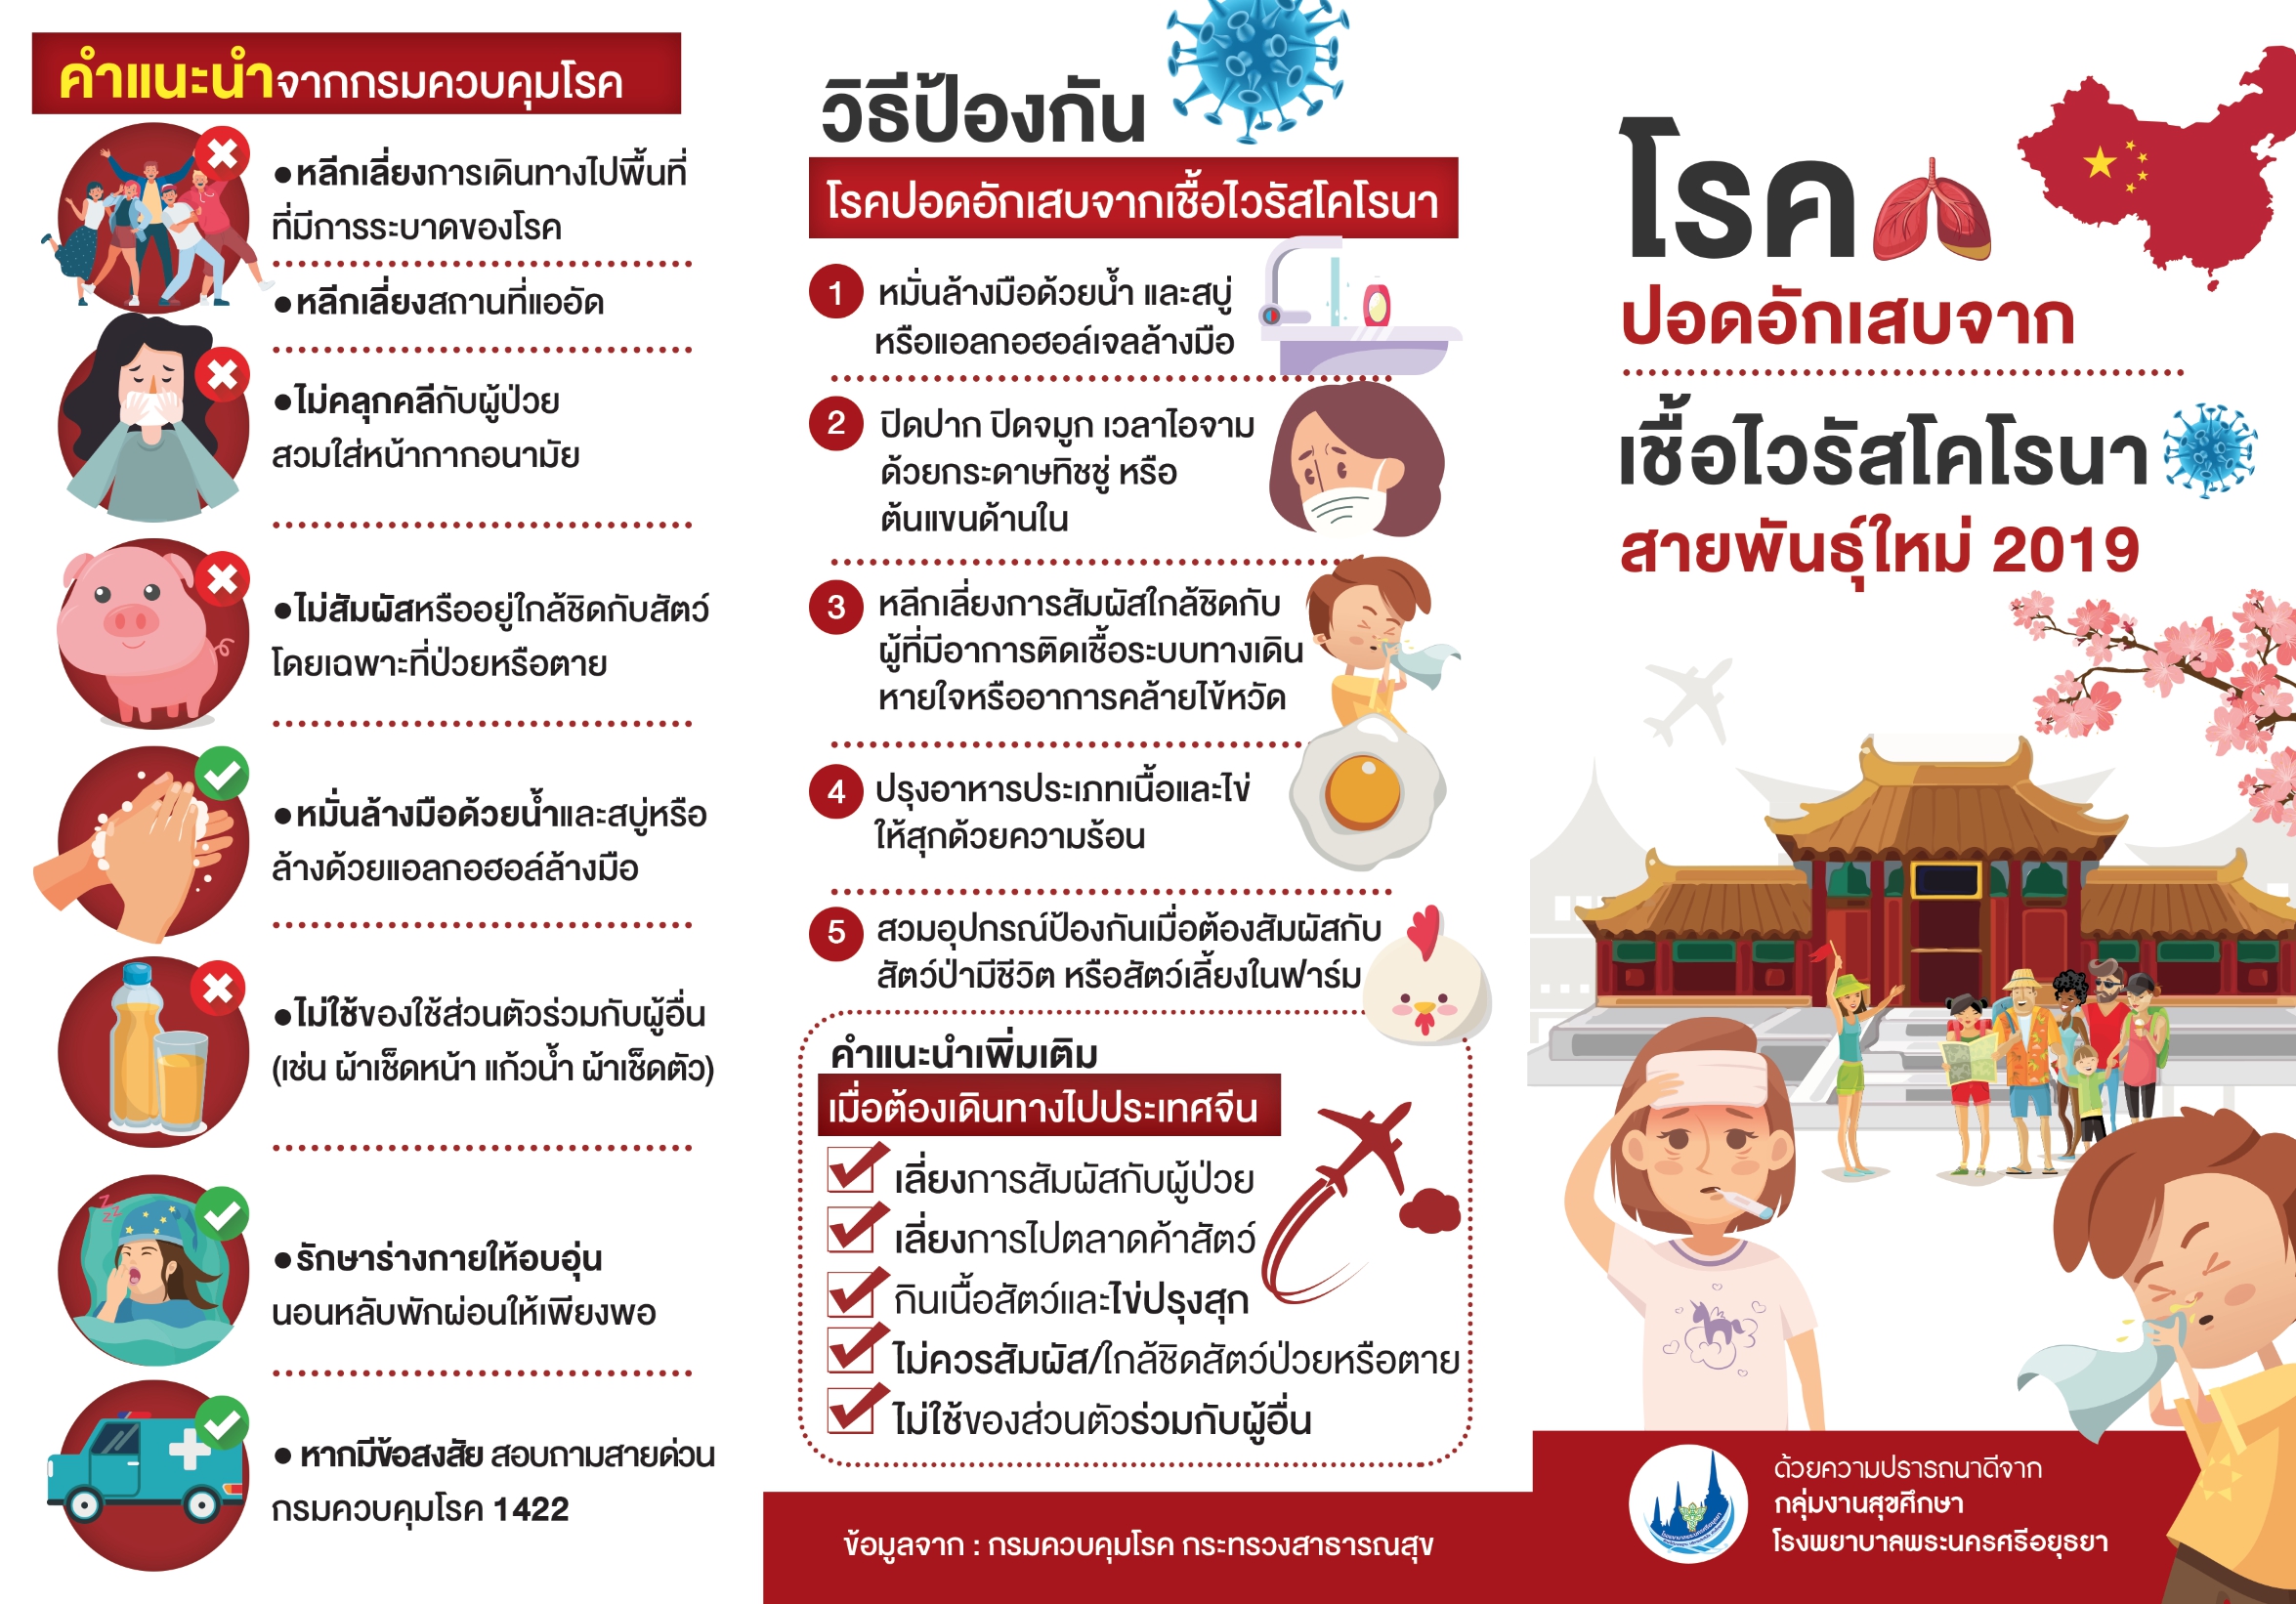 คำแนะนำจากกรมควบคุมโรค
●หลีกเลี่ยงการเดินทางไปพื้นที่
ที่มีการระบาดของโรค
●หลีกเลี่ยงสถานที่แออัด
●ไม่คลุกคลีกับผู้ป่วย
สวมใส่หน้ากากอนามัย
●ไม่สัมผัสหรืออยู่ใกล้ชิดกับสัตว์
โดยเฉพาะที่ป่วยหรือตาย
●หมั่นล้างมือด้วยน้ำและสบู่หรือ
ล้างด้วยแอลกอฮอล์ล้างมือ
●ไม่ใช้ของใช้ส่วนตัวร่วมกับผู้อื่น
(เช่น ผ้าเช็ดหน้า แก้วน้ำ ผ้าเช็ดตัว)
●รักษาร่างกายให้อบอุ่น
นอนหลับพักผ่อนให้เพียงพอ
● หากมีข้อสงสัย สอบถามสายด่วน
กรมควบคุมโรค 1422
วิธีป้องกัน
โรคปอดอักเสบจากเชื้อไวรัสโคโรนา
1 หมั่นล้างมือด้วยน้ำ และสบู่
หรือแอลกอฮอล์เจลล้างมือ
2 ปิดปาก ปิดจมูก เวลาไอจาม
ด้วยกระดาษทิชชู่ หรือ
ต้นแขนด้านใน
3 หลีกเลี่ยงการสัมผัสใกล้ชิดกับ
ผู้ที่มีอาการติดเชื้อระบบทางเดิน
หายใจหรืออาการคล้ายไข้หวัด
4 ปรุงอาหารประเภทเนื้อและไข่
ให้สุกด้วยความร้อน
5 สวมอุปกรณ์ป้องกันเมื่อต้องสัมผัสกับ
สัตว์ป่ามีชีวิต หรือสัตว์เลี้ยงในฟาร์ม
คำแนะนำเพิ่มเติม
เมื่อต้องเดินทางไปประเทศจีน
เลี่ยงการสัมผัสกับผู้ป่วย
เลี่ยงการไปตลาดค้าสัตว์
กินเนื้อสัตว์และไข่ปรุงสุก
ไม่ควรสัมผัส/ใกล้ชิดสัตว์ป่วยหรือตาย
ไม่ใช้ของส่วนตัวร่วมกับผู้อื่น
ข้อมูลจาก : กรมควบคุมโรค กระทรวงสาธารณสุข
โรค
ปอดอักเสบจาก
เชื้อไวรัสโคโรนา
สายพันธุ์ใหม่ 2019
ด้วยความปรารถนาดีจาก
กลุ่มงานสุขศึกษา
โรงพยาบาลพระนครศรีอยุธยา